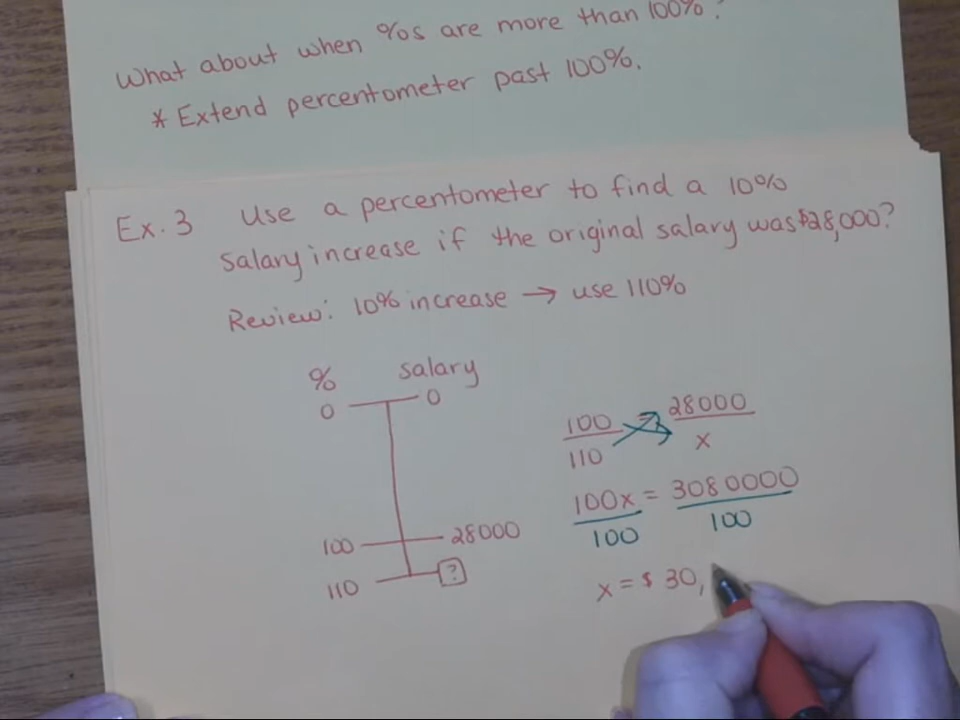 What about when %s are more than 100%?
* Extend percentometer past 100%.
Ex. 3 Use a percentometer to find a 10%
salary increase if the original salary was $28,000?
Review: 10% increase → use 110%
% salary
0 0
100 28000
110 ?
100/110 = 28000/x
100x/100 = 3080000/100
x = $ 30,